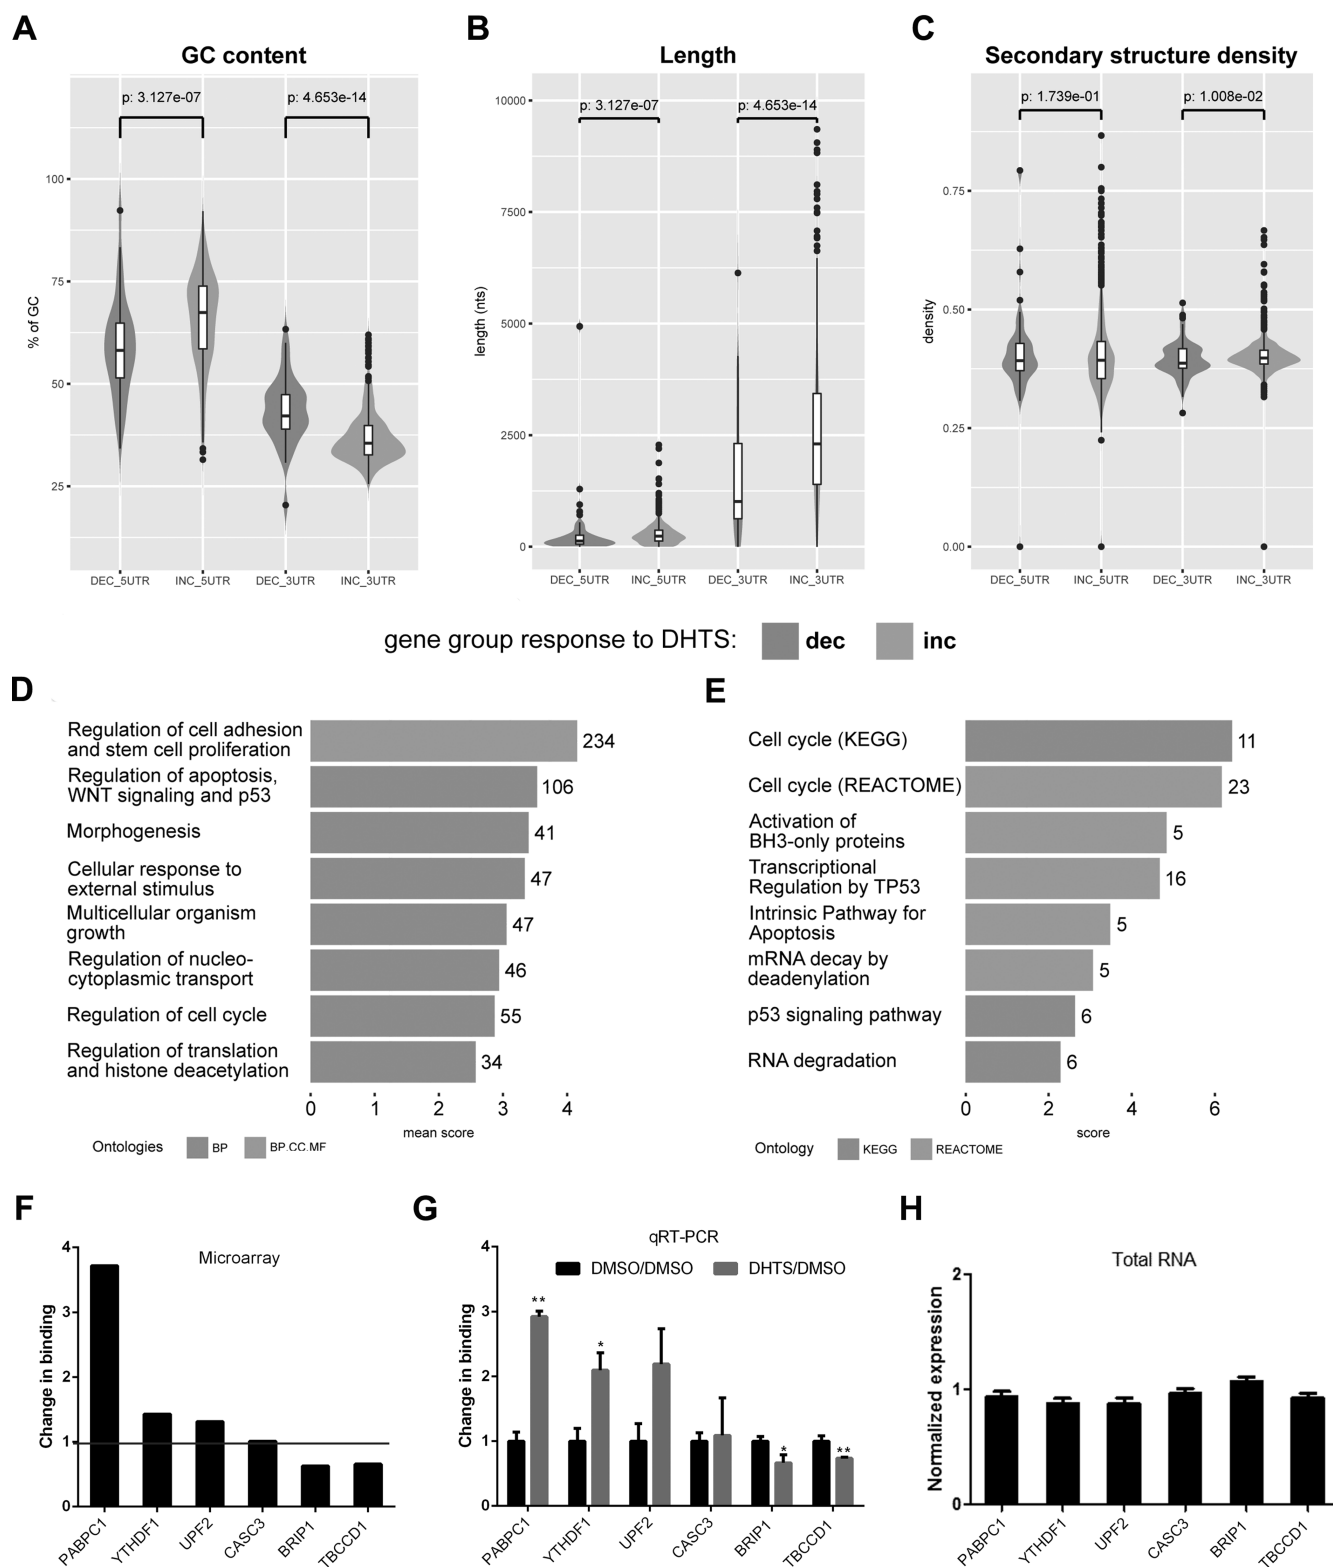 A
GC content
p: 3.127e-07
p: 4.653e-14
100
75
50
25
% of GC
DEC_5UTR
INC_5UTR
DEC_3UTR
INC_3UTR
B
Length
p: 3.127e-07
p: 4.653e-14
10000
7500
5000
2500
0
length (nts)
DEC_5UTR
INC_5UTR
DEC_3UTR
INC_3UTR
C
Secondary structure density
p: 1.739e-01
p: 1.008e-02
0.75
0.50
0.25
0.00
density
DEC_5UTR
INC_5UTR
DEC_3UTR
INC_3UTR
gene group response to DHTS: dec inc
D
Regulation of cell adhesion
and stem cell proliferation
234
Regulation of apoptosis,
WNT signaling and p53
106
Morphogenesis
41
Cellular response to
external stimulus
47
Multicellular organism
growth
47
Regulation of nucleo-
cytoplasmic transport
46
Regulation of cell cycle
55
Regulation of translation
and histone deacetylation
34
0 1 2 3 4
mean score
Ontologies BP BP.CC.MF
E
Cell cycle (KEGG)
11
Cell cycle (REACTOME)
23
Activation of
BH3-only proteins
5
Transcriptional
Regulation by TP53
16
Intrinsic Pathway for
Apoptosis
5
mRNA decay by
deadenylation
5
p53 signaling pathway
6
RNA degradation
6
0 2 4 6
score
Ontology KEGG REACTOME
F
Microarray
Change in binding
4
3
2
1
0
PABPC1
YTHDF1
UPF2
CASC3
BRIP1
TBCCD1
G
qRT-PCR
DMSO/DMSO DHTS/DMSO
Change in binding
4
3
2
1
0
**
*
*
**
PABPC1
YTHDF1
UPF2
CASC3
BRIP1
TBCCD1
H
Total RNA
Normalized expression
2
1
0
PABPC1
YTHDF1
UPF2
CASC3
BRIP1
TBCCD1